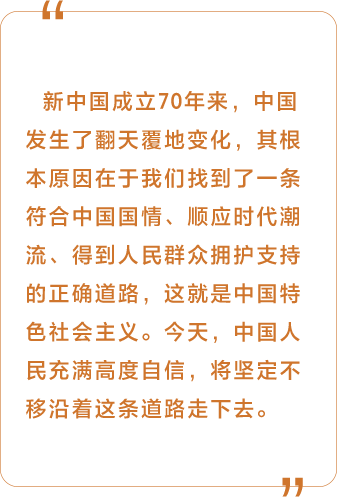 “
新中国成立70年来，中国
发生了翻天覆地变化，其根
本原因在于我们找到了一条
符合中国国情、顺应时代潮
流、得到人民群众拥护支持
的正确道路，这就是中国特
色社会主义。今天，中国人
民充满高度自信，将坚定不
移沿着这条道路走下去。
”